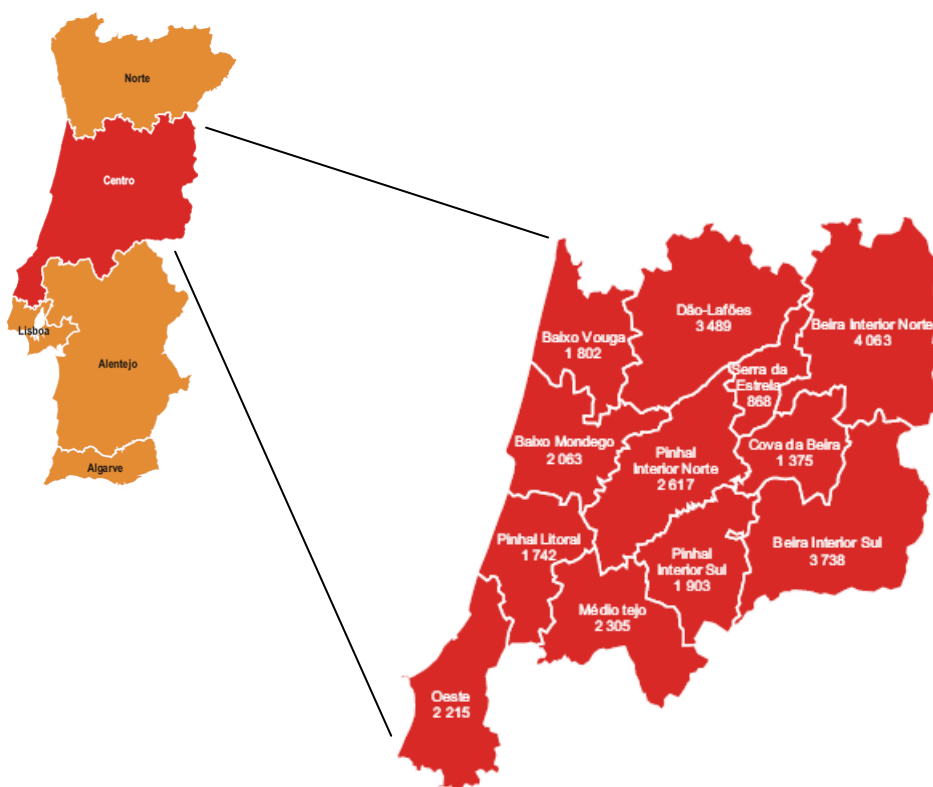 Norte
Centro
Lisboa
Alentejo
Algarve
Dão-Lafões
3 489
Beira Interior Norte
4 063
Baixo Vouga
1 802
Serra da
Estrela
868
Baixo Mondego
2 063
Pinhal
Interior Norte
2 617
Cova da Beira
1 375
Pinhal Litoral
1 742
Pinhal
Interior Sul
1 903
Beira Interior Sul
3 738
Médio tejo
2 305
Oeste
2 215